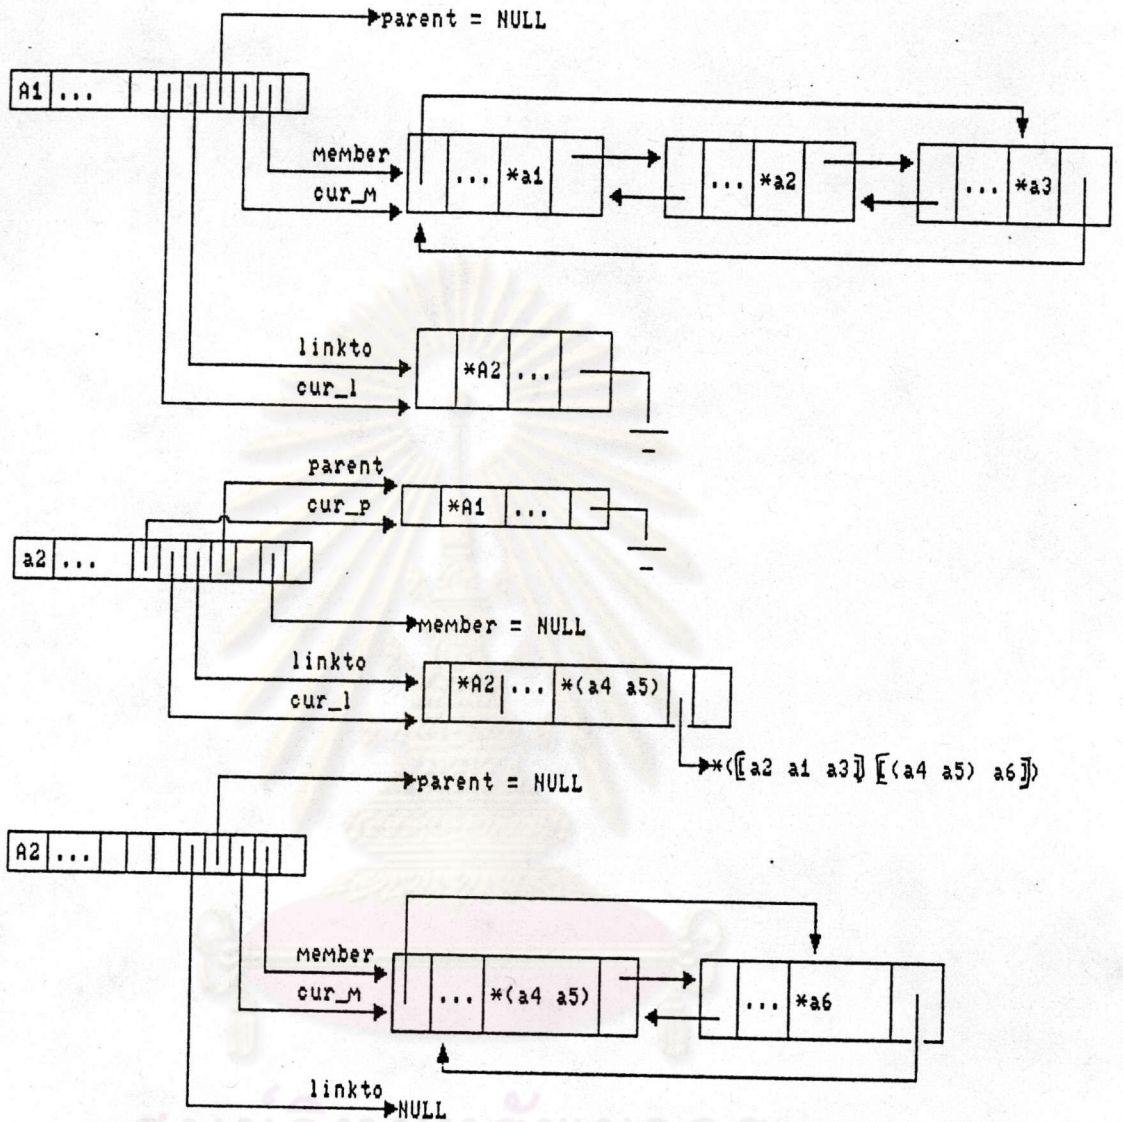 parent = NULL
A1 ...
member
cur_M
... *a1
... *a2
... *a3
linkto
cur_l
*A2 ...
parent
cur_p
*A1 ...
a2 ...
member = NULL
linkto
cur_l
*A2 ... *(a4 a5)
*([[a2 a1 a3]] [[(a4 a5) a6]])
parent = NULL
A2 ...
member
cur_M
... *(a4 a5)
... *a6
linkto
NULL